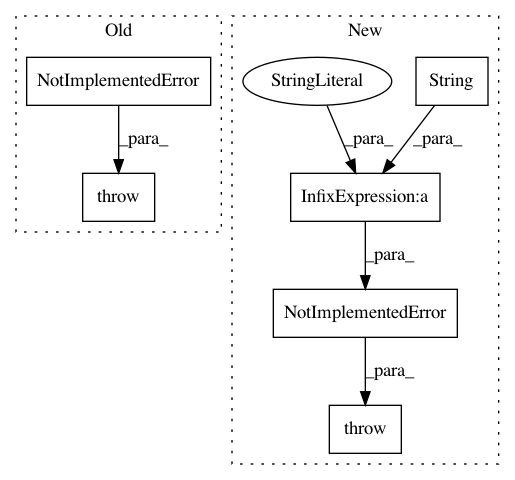 Old
NotImplementedError
_para_
throw
New
StringLiteral
String
_para_
_para_
InfixExpression:a
_para_
NotImplementedError
_para_
throw